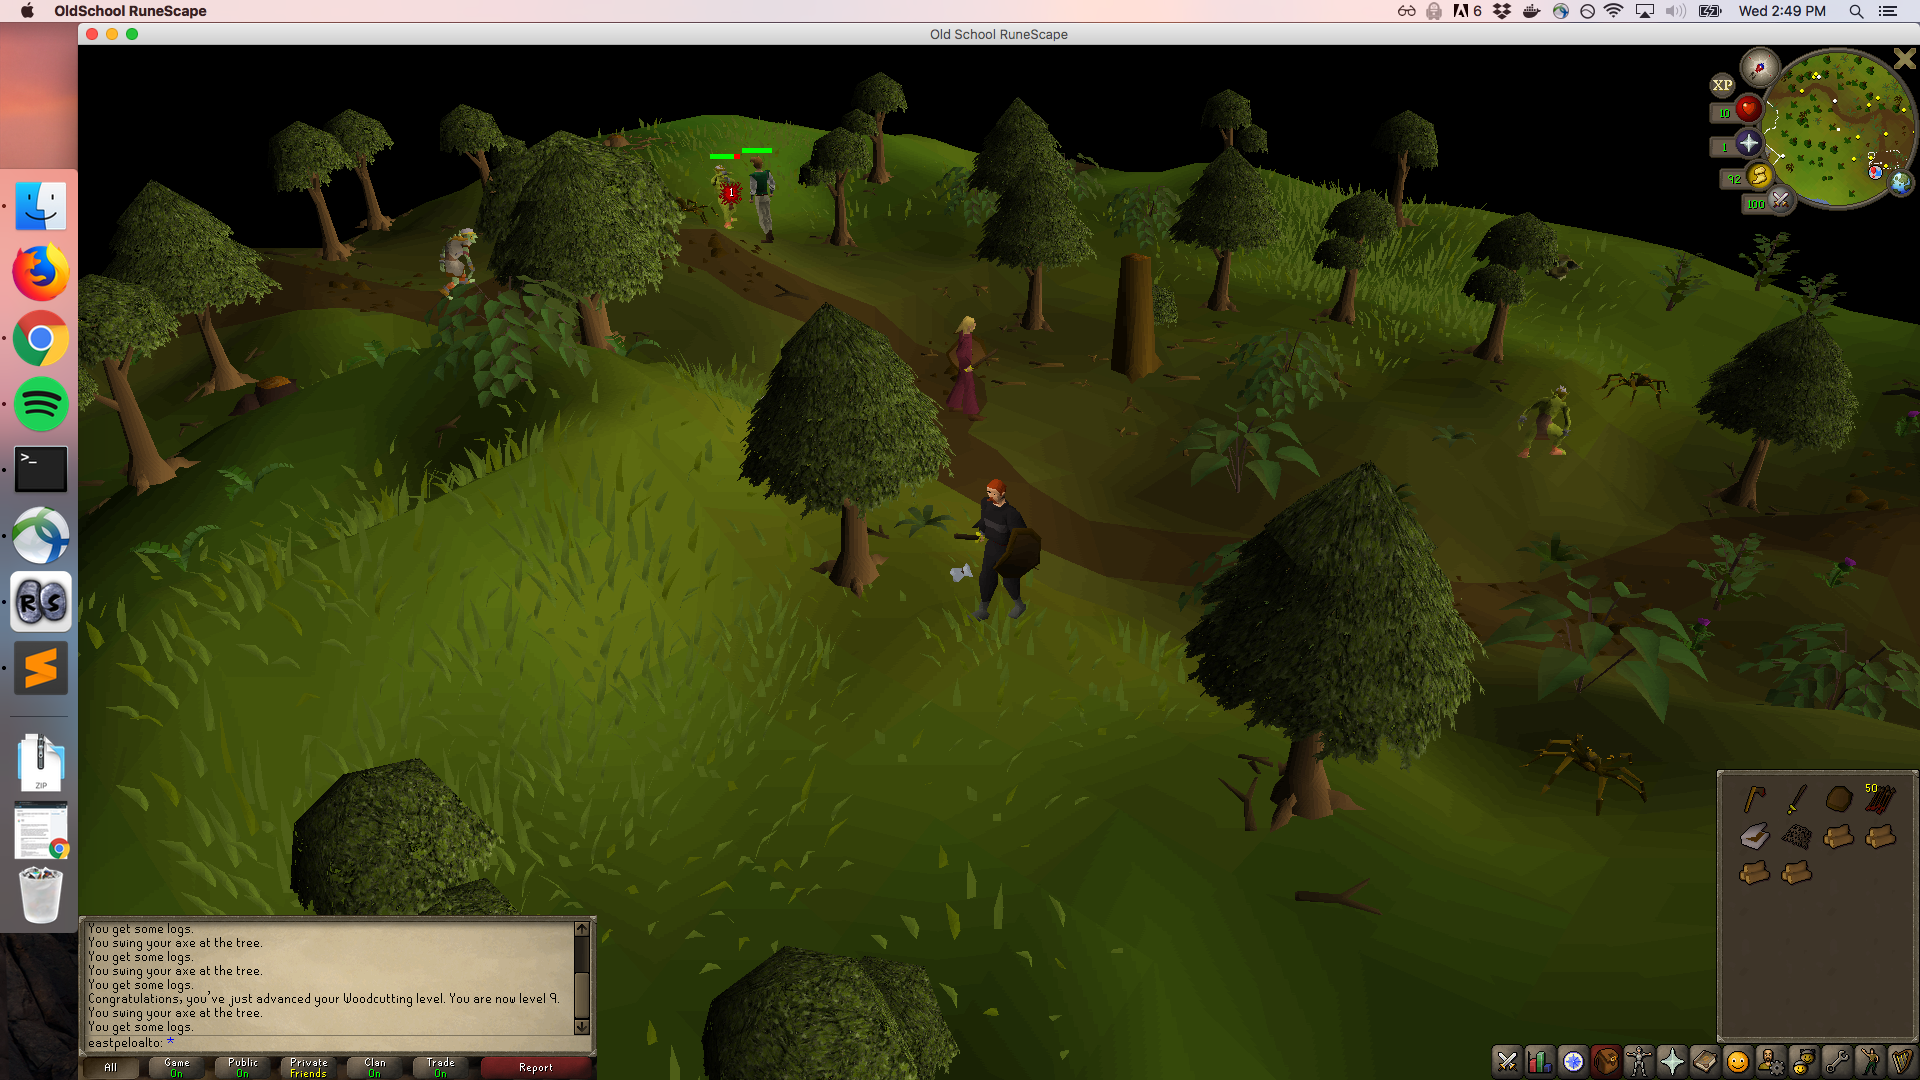 OldSchool RuneScape
6
Wed 2:49 PM
Old School RuneScape
XP
10
1
92
100
1
>_
RS
ZIP
50
You get some logs.
You swing your axe at the tree.
You get some logs.
You swing your axe at the tree.
You get some logs.
Congratulations, you've just advanced your Woodcutting level. You are now level 9.
You swing your axe at the tree.
You get some logs.
eastpeloalto: *
All
Game
On
Public
On
Private
Friends
Clan
On
Trade
On
Report